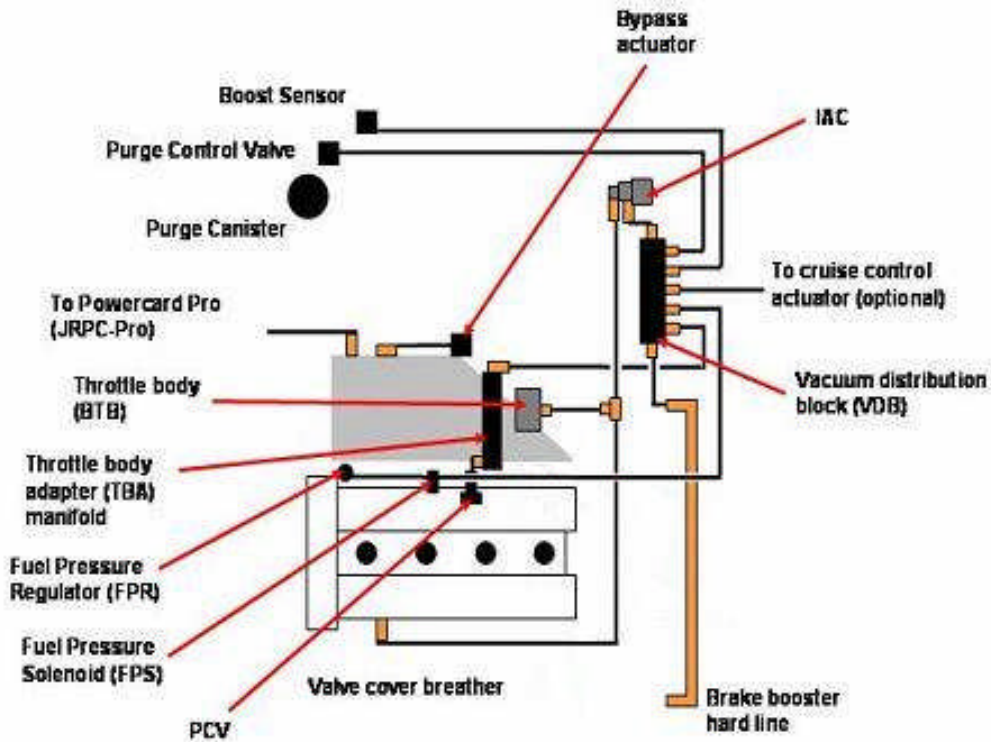 Bypass
actuator
Boost Sensor
IAC
Purge Control Valve
Purge Canister
To cruise control
actuator (optional)
To Powercard Pro
(JRPC-Pro)
Throttle body
(BTB)
Vacuum distribution
block (VDB)
Throttle body
adapter (TBA)
manifold
Fuel Pressure
Regulator (FPR)
Fuel Pressure
Solenoid (FPS)
Valve cover breather
Brake booster
hard line
PCV